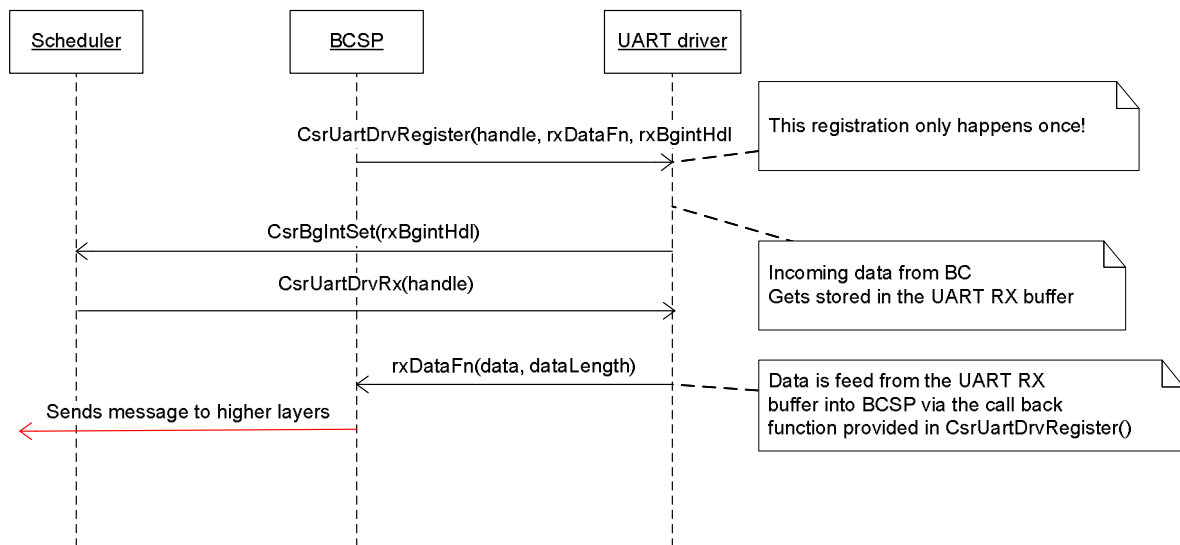 Scheduler
BCSP
UART driver
CsrUartDrvRegister(handle, rxDataFn, rxBgintHdl
This registration only happens once!
CsrBgIntSet(rxBgintHdl)
Incoming data from BC
Gets stored in the UART RX buffer
CsrUartDrvRx(handle)
rxDataFn(data, dataLength)
Data is feed from the UART RX
buffer into BCSP via the call back
function provided in CsrUartDrvRegister()
Sends message to higher layers